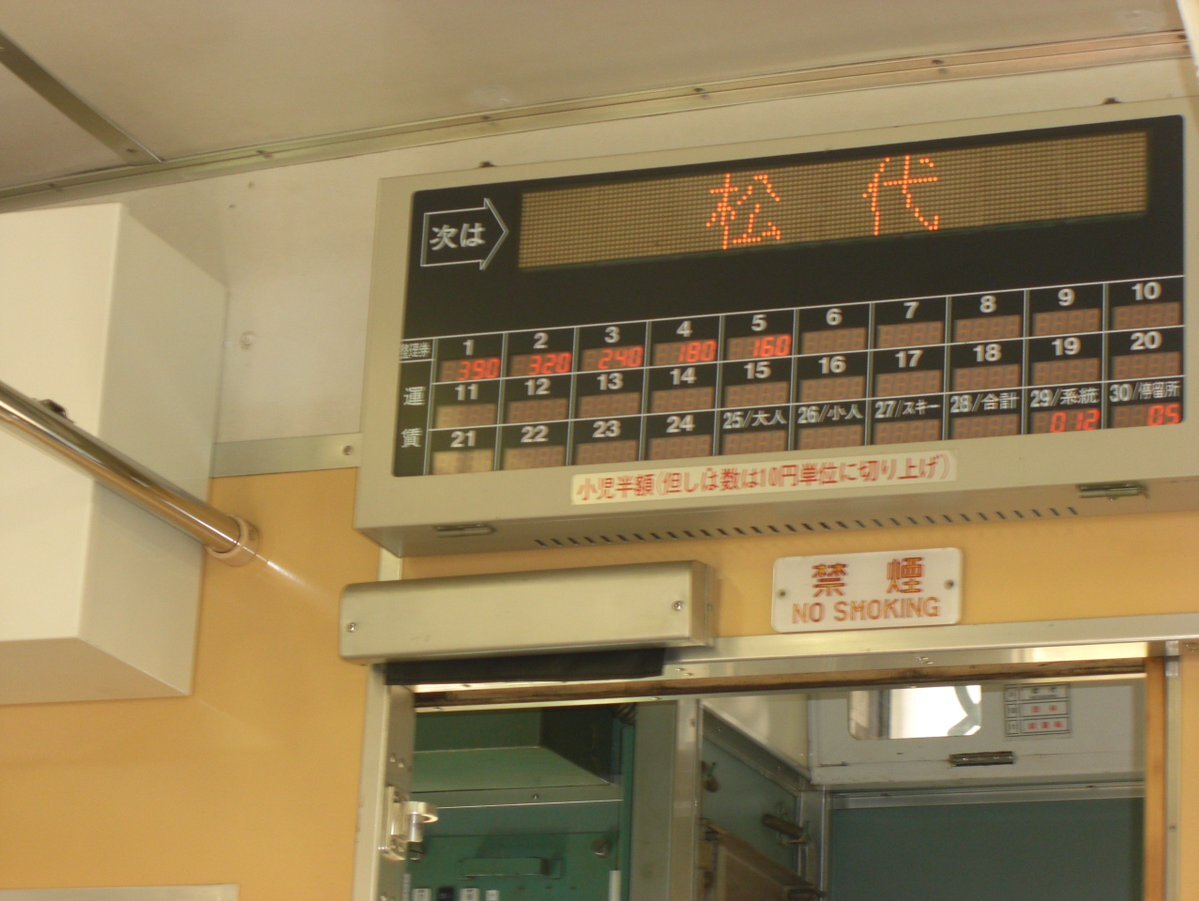 次は 松代
整理券 1 2 3 4 5 6 7 8 9 10
390 320 240 180 160
運賃 11 12 13 14 15 16 17 18 19 20
21 22 23 24 25/大人 26/小人 27/スキー 28/合計 29/系統 30/停留所
012 05
小児半額(但しは数は10円単位に切り上げ)
禁煙
NO SMOKING